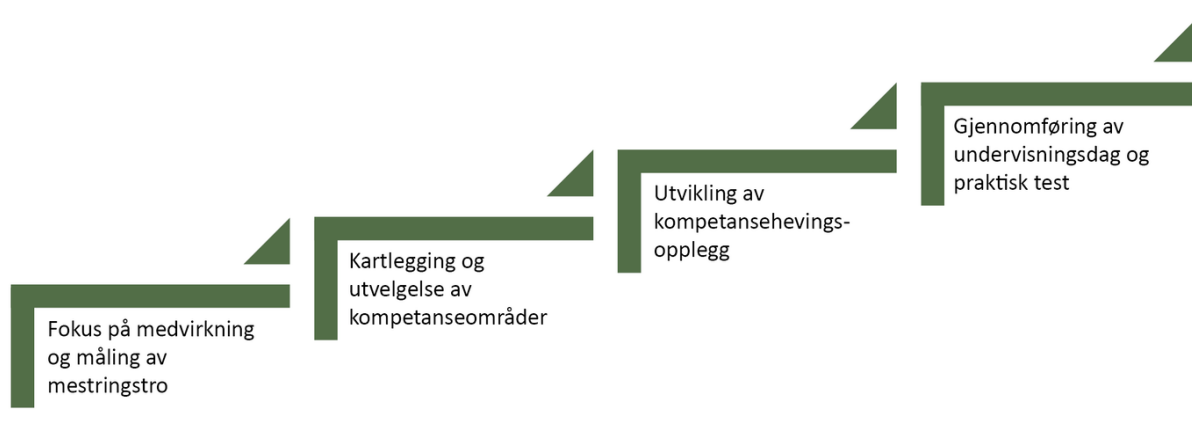 Fokus på medvirkning
og måling av
mestringstro
Kartlegging og
utvelgelse av
kompetanseområder
Utvikling av
kompetansehevings-
opplegg
Gjennomføring av
undervisningsdag og
praktisk test